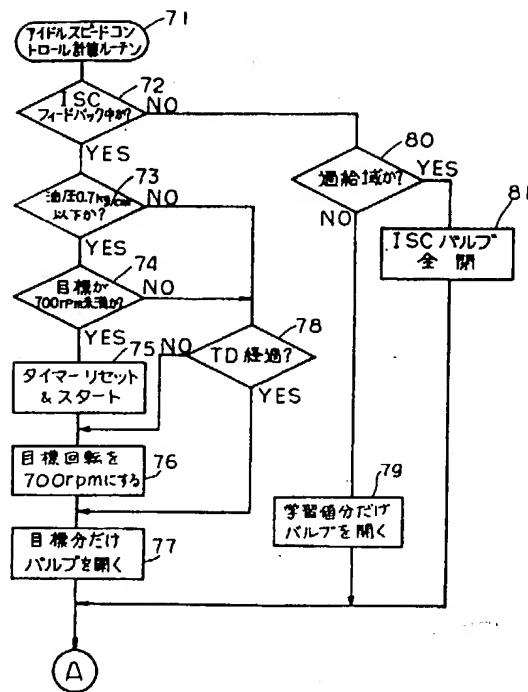 アイドルスピードコン
トロール計算ルーチン
71
ISC
フィードバック中か?
72
NO
YES
油圧0.7kg/cm²
以下か?
73
NO
YES
目標が
700rpm未満か?
74
NO
YES
75
タイマーリセット
&スタート
76
目標回転を
700rpmにする
77
目標分だけ
バルブを開く
78
TD経過?
NO
YES
80
過給域か?
YES
NO
81
ISCバルブ
全開
79
学習値分だけ
バルブを開く
A